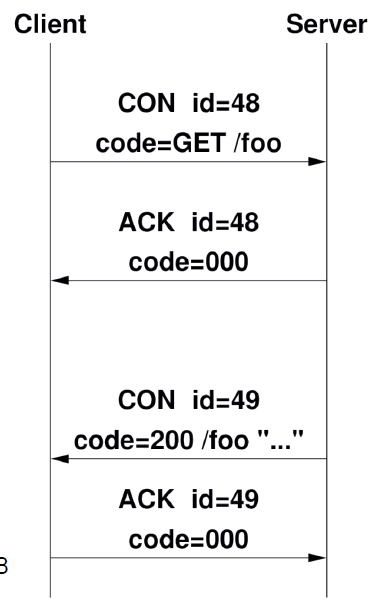 Client Server
CON id=48
code=GET /foo
ACK id=48
code=000
CON id=49
code=200 /foo "..."
ACK id=49
code=000